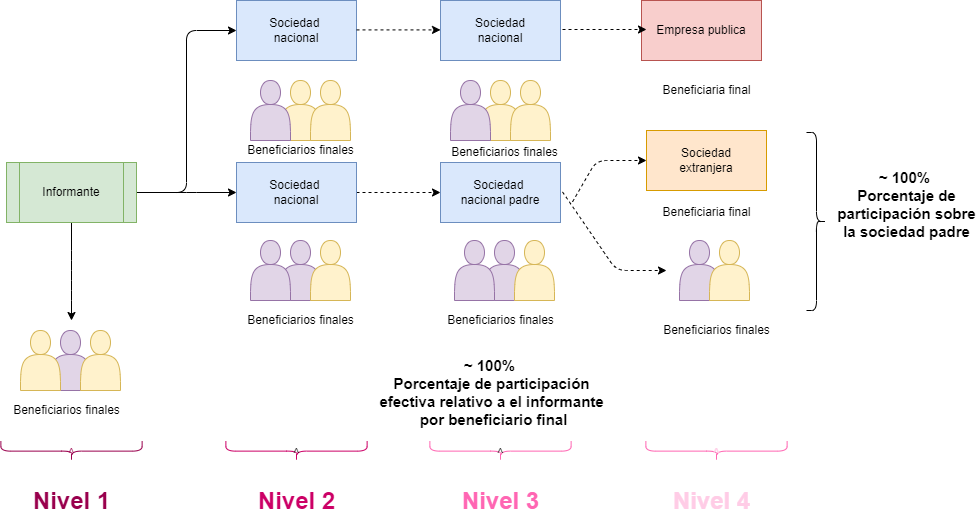 Sociedad
nacional
Sociedad
nacional
Empresa publica
Beneficiaria final
Beneficiarios finales
Beneficiarios finales
Informante
Sociedad
nacional
Sociedad
nacional padre
Sociedad
extranjera
Beneficiaria final
~ 100%
Porcentaje de
participación sobre
la sociedad padre
Beneficiarios finales
Beneficiarios finales
Beneficiarios finales
Beneficiarios finales
~ 100%
Porcentaje de participación
efectiva relativo a el informante
por beneficiario final
Nivel 1
Nivel 2
Nivel 3
Nivel 4